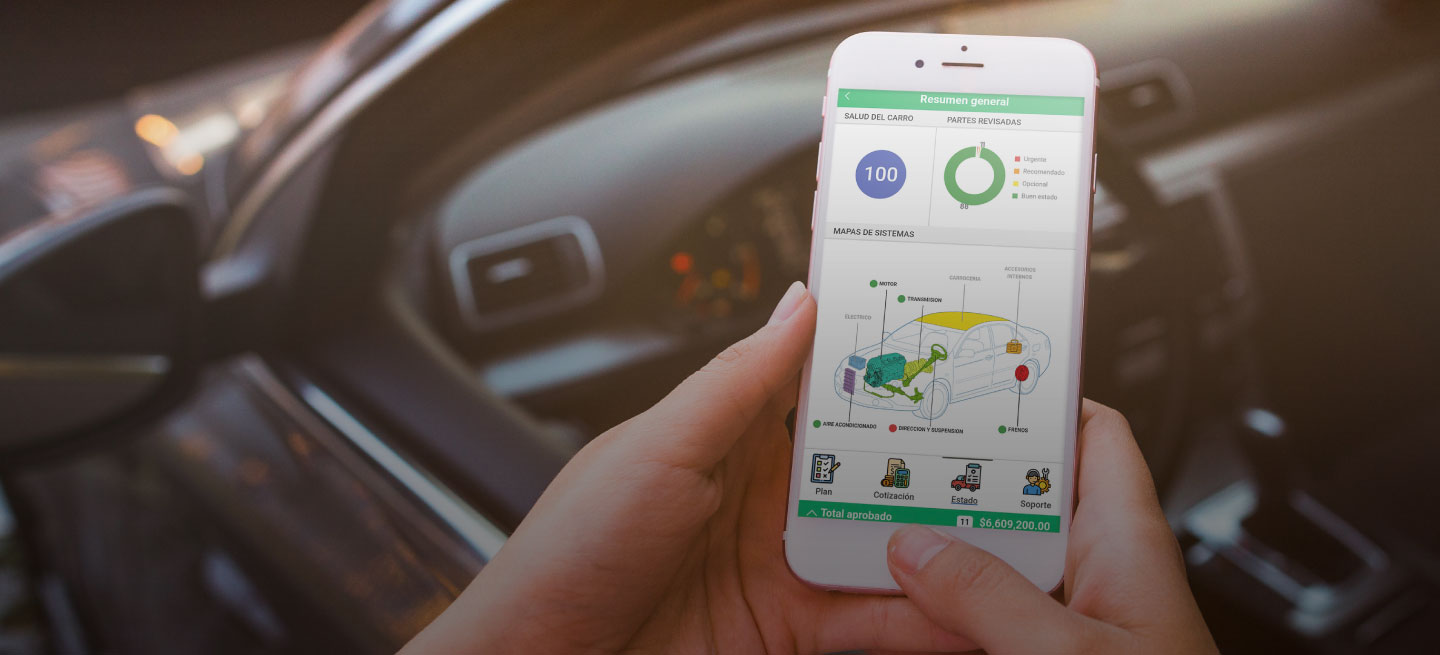 Resumen general
SALUD DEL CARRO
PARTES REVISADAS
100
Urgente
Recomendado
Opcional
Buen estado
MAPAS DE SISTEMAS
MOTOR
TRANSMISION
CARROCERIA
ACCESORIOS
INTERNOS
ELECTRICO
AIRE ACONDICIONADO
DIRECCION Y SUSPENSION
FRENOS
Plan
Cotización
Estado
Soporte
Total aprobado
11
$6,609,200.00